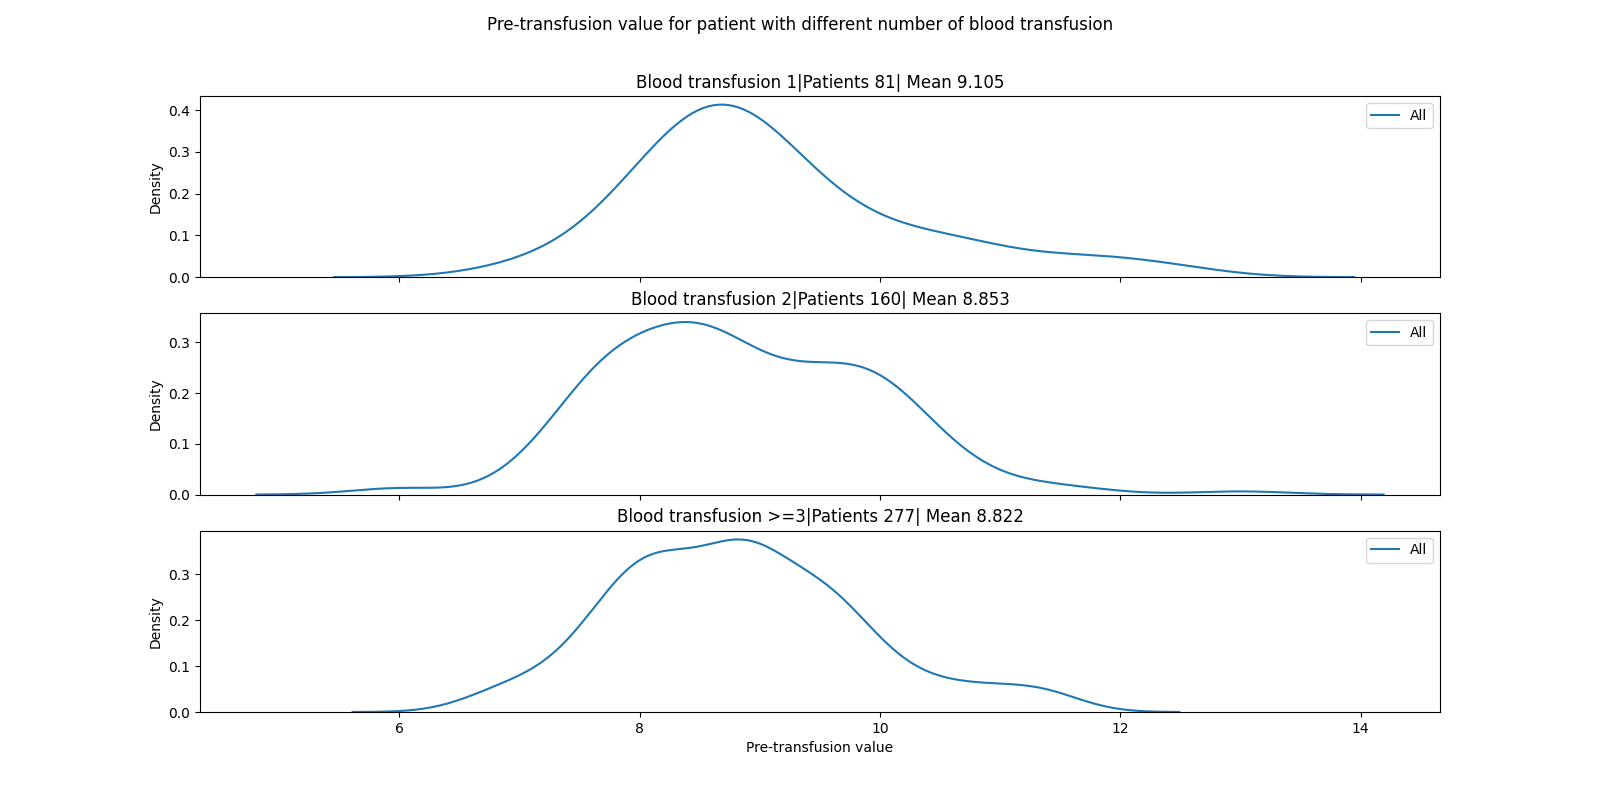 Pre-transfusion value for patient with different number of blood transfusion
Blood transfusion 1|Patients 81| Mean 9.105
All
0.4
0.3
0.2
0.1
0.0
Density
Blood transfusion 2|Patients 160| Mean 8.853
All
0.3
0.2
0.1
0.0
Density
Blood transfusion >=3|Patients 277| Mean 8.822
All
0.3
0.2
0.1
0.0
Density
6 8 10 12 14
Pre-transfusion value